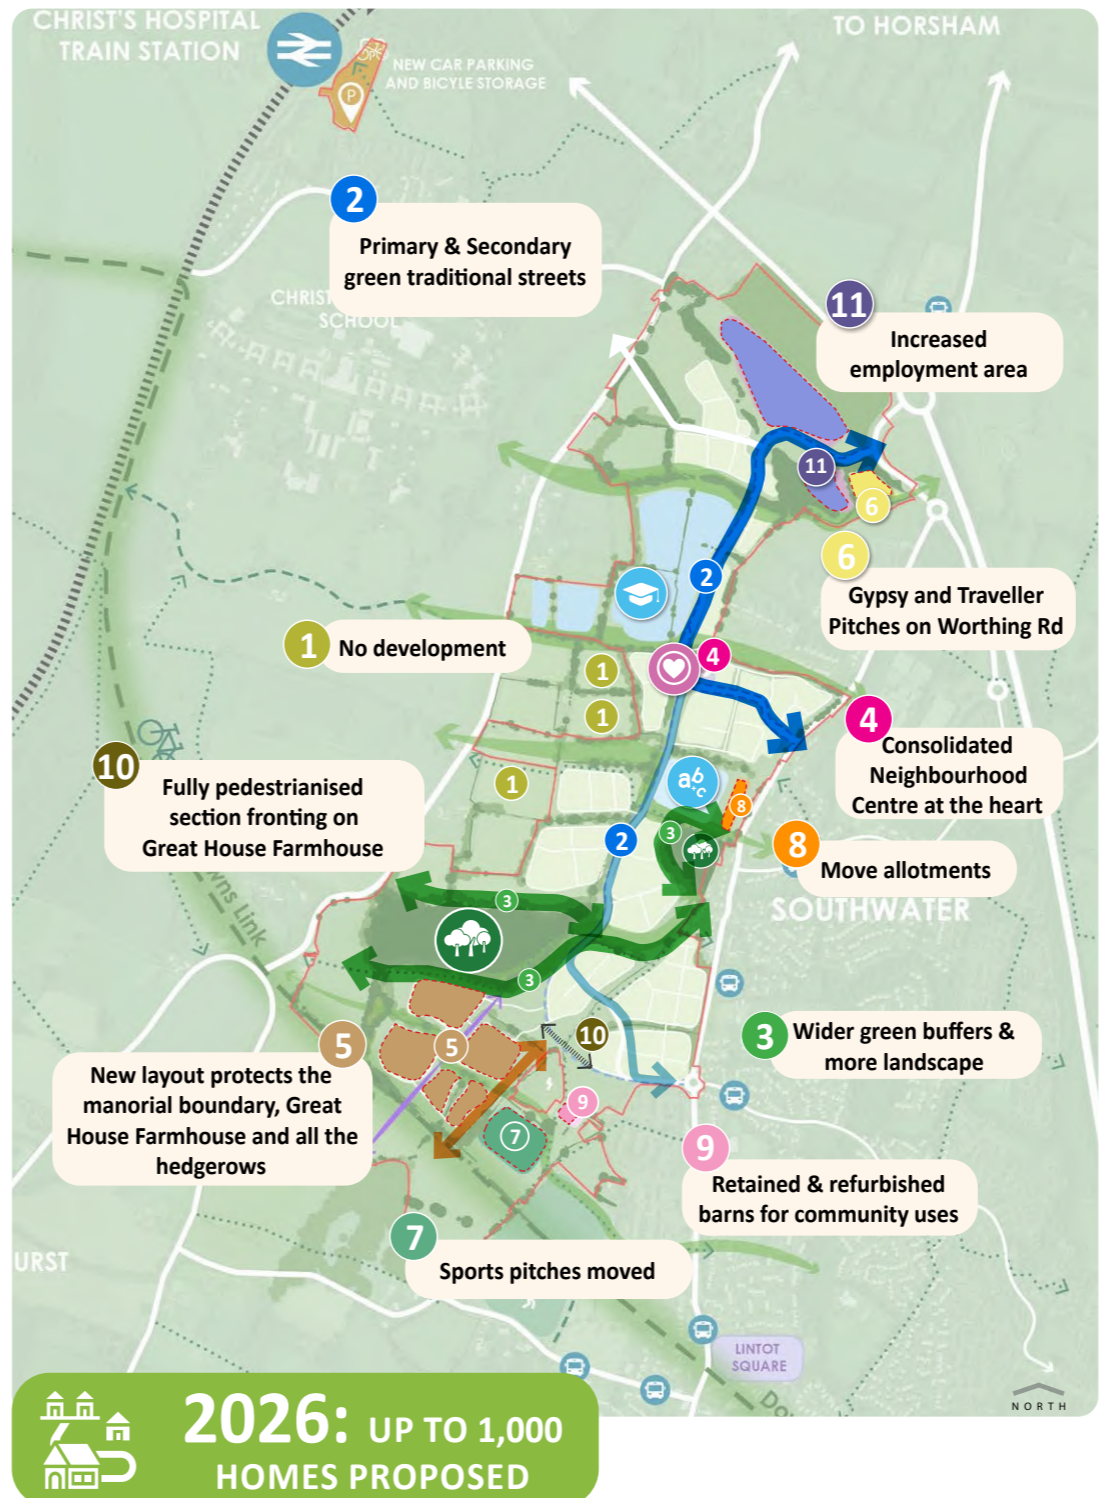 CHRIST'S HOSPITAL
TRAIN STATION
TO HORSHAM
NEW CAR PARKING
AND BICYLE STORAGE
P
2
Primary & Secondary
green traditional streets
CHRIST
SCHOOL
11
Increased
employment area
11
6
6
Gypsy and Traveller
Pitches on Worthing Rd
2
1
No development
1
1
4
4
Consolidated
Neighbourhood
Centre at the heart
10
Fully pedestrianised
section fronting on
Great House Farmhouse
1
abc
8
2
3
8
Move allotments
SOUTHWATER
wns Link
3
3
10
3
Wider green buffers &
more landscape
5
5
New layout protects the
manorial boundary, Great
House Farmhouse and all the
hedgerows
9
7
9
Retained & refurbished
barns for community uses
7
Sports pitches moved
URST
LINTOT
SQUARE
Do
NORTH
2026: UP TO 1,000
HOMES PROPOSED